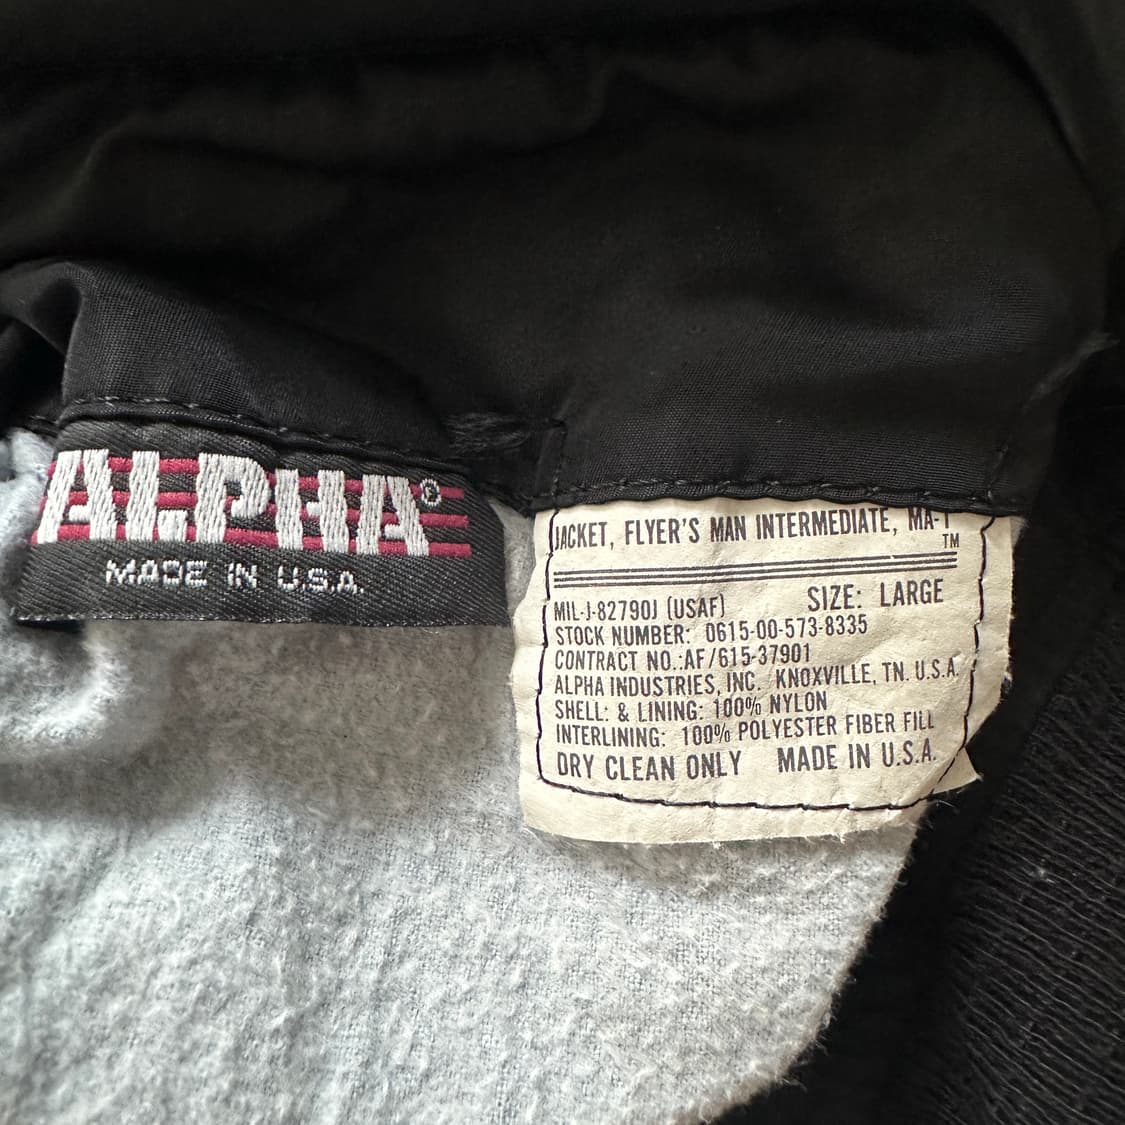 ALPHA®
MADE IN U.S.A.
JACKET, FLYER'S MAN INTERMEDIATE, MA-1
TM
MIL-J-82790J (USAF) SIZE: LARGE
STOCK NUMBER: 0615-00-573-8335
CONTRACT NO.:AF/615-37901
ALPHA INDUSTRIES, INC. KNOXVILLE, TN. U.S.A.
SHELL: & LINING: 100% NYLON
INTERLINING: 100% POLYESTER FIBER FILL
DRY CLEAN ONLY MADE IN U.S.A.